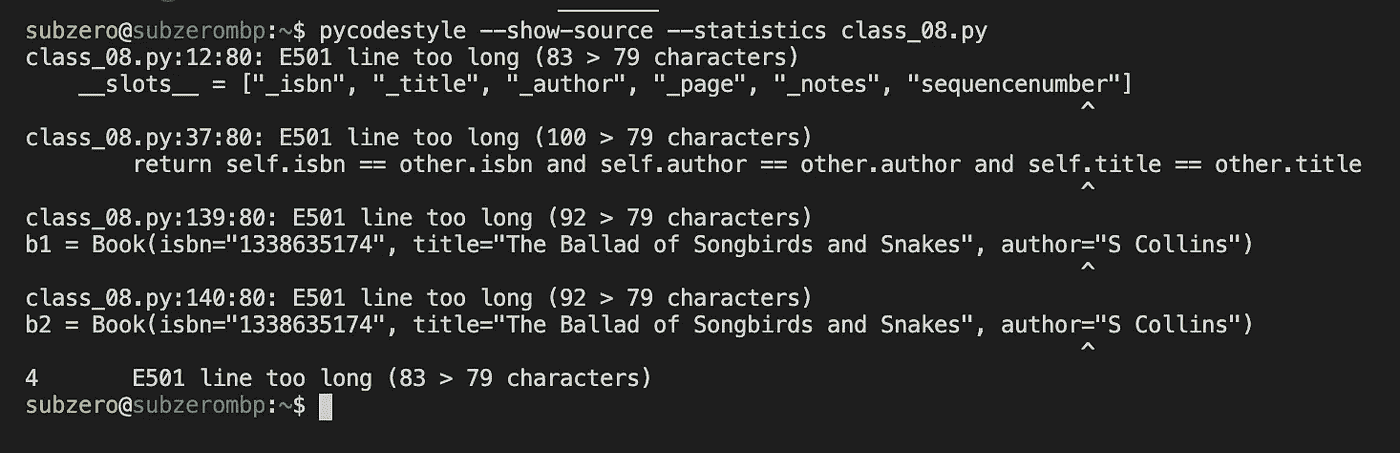 subzero@subzerombp:~$ pycodestyle --show-source --statistics class_08.py
class_08.py:12:80: E501 line too long (83 > 79 characters)
    __slots__ = ["_isbn", "_title", "_author", "_page", "_notes", "sequencenumber"]
                                                                               ^
class_08.py:37:80: E501 line too long (100 > 79 characters)
        return self.isbn == other.isbn and self.author == other.author and self.title == other.title
                                                                               ^
class_08.py:139:80: E501 line too long (92 > 79 characters)
b1 = Book(isbn="1338635174", title="The Ballad of Songbirds and Snakes", author="S Collins")
                                                                               ^
class_08.py:140:80: E501 line too long (92 > 79 characters)
b2 = Book(isbn="1338635174", title="The Ballad of Songbirds and Snakes", author="S Collins")
                                                                               ^
4       E501 line too long (83 > 79 characters)
subzero@subzerombp:~$